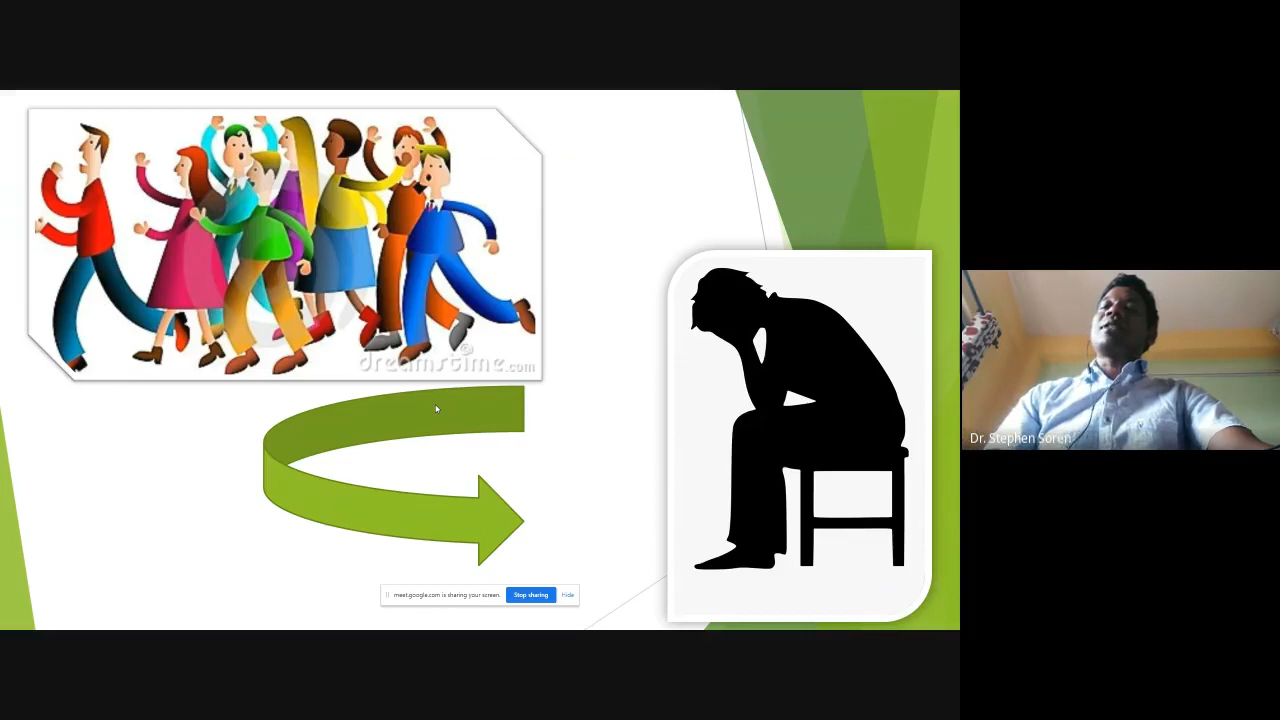 dreamstime.com
meet.google.com is sharing your screen.
Stop sharing
Hide
Dr. Stephen Soren